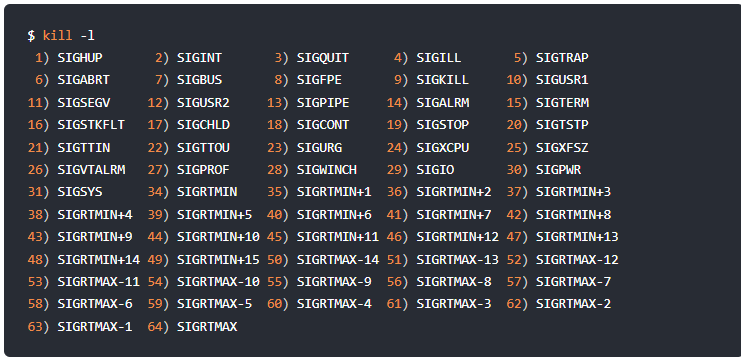 $ kill -l
1) SIGHUP 2) SIGINT 3) SIGQUIT 4) SIGILL 5) SIGTRAP
6) SIGABRT 7) SIGBUS 8) SIGFPE 9) SIGKILL 10) SIGUSR1
11) SIGSEGV 12) SIGUSR2 13) SIGPIPE 14) SIGALRM 15) SIGTERM
16) SIGSTKFLT 17) SIGCHLD 18) SIGCONT 19) SIGSTOP 20) SIGTSTP
21) SIGTTIN 22) SIGTTOU 23) SIGURG 24) SIGXCPU 25) SIGXFSZ
26) SIGVTALRM 27) SIGPROF 28) SIGWINCH 29) SIGIO 30) SIGPWR
31) SIGSYS 34) SIGRTMIN 35) SIGRTMIN+1 36) SIGRTMIN+2 37) SIGRTMIN+3
38) SIGRTMIN+4 39) SIGRTMIN+5 40) SIGRTMIN+6 41) SIGRTMIN+7 42) SIGRTMIN+8
43) SIGRTMIN+9 44) SIGRTMIN+10 45) SIGRTMIN+11 46) SIGRTMIN+12 47) SIGRTMIN+13
48) SIGRTMIN+14 49) SIGRTMIN+15 50) SIGRTMAX-14 51) SIGRTMAX-13 52) SIGRTMAX-12
53) SIGRTMAX-11 54) SIGRTMAX-10 55) SIGRTMAX-9 56) SIGRTMAX-8 57) SIGRTMAX-7
58) SIGRTMAX-6 59) SIGRTMAX-5 60) SIGRTMAX-4 61) SIGRTMAX-3 62) SIGRTMAX-2
63) SIGRTMAX-1 64) SIGRTMAX